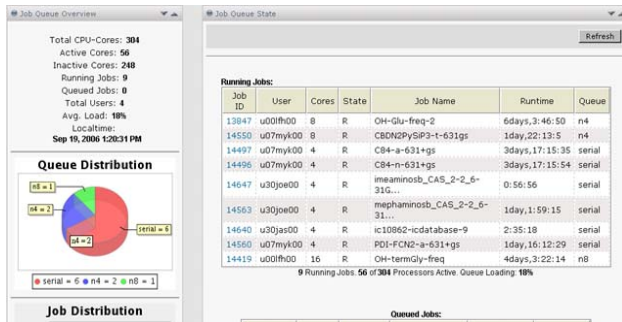 Job Queue Overview
Total CPU-Cores: 304
Active Cores: 56
Inactive Cores: 248
Running Jobs: 9
Queued Jobs: 0
Total Users: 4
Avg. Load: 18%
Localtime:
Sep 19, 2006 1:20:31 PM
Queue Distribution
n8 = 1
n4 = 2
serial = 6
n4 = 2
serial = 6 n4 = 2 n8 = 1
Job Distribution
Job Queue State
Refresh
Running Jobs:
Job ID User Cores State Job Name Runtime Queue
13847 u00lfh00 8 R OH-Glu-freq-2 6days,3:46:50 n4
14550 u07myk00 8 R CBDN2PySiP3-t-631gs 1day,22:13:5 n4
14497 u07myk00 4 R C84-a-631+gs 3days,17:15:35 serial
14496 u07myk00 4 R C84-n-631+gs 3days,17:15:54 serial
14647 u30joe00 4 R imeaminosb_CAS_2-2_6-31G... 0:56:56 serial
14563 u30joe00 4 R mephaminosb_CAS_2-2_6-31... 1day,1:59:15 serial
14640 u30jas00 4 R ic10862-icdatabase-9 2:35:18 serial
14560 u07myk00 4 R PDI-FCN2-a-631+gs 1day,16:12:29 serial
14419 u00lfh00 16 R OH-termGly-freq 4days,3:22:14 n8
9 Running Jobs. 56 of 304 Processors Active. Queue Loading: 18%
Queued Jobs: